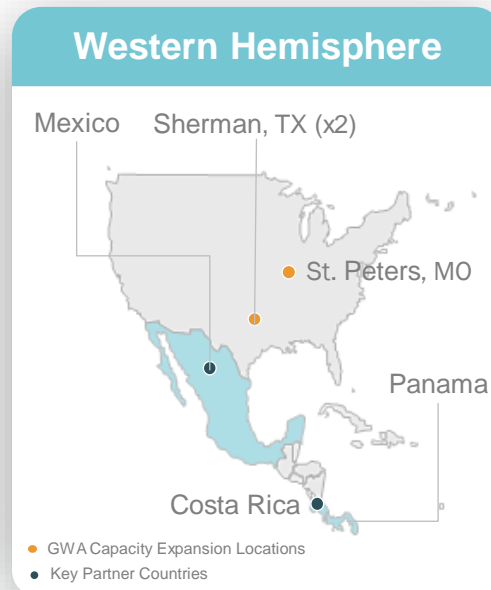 Western Hemisphere
Mexico
Sherman, TX (x2)
St. Peters, MO
Panama
Costa Rica
GWA Capacity Expansion Locations
Key Partner Countries